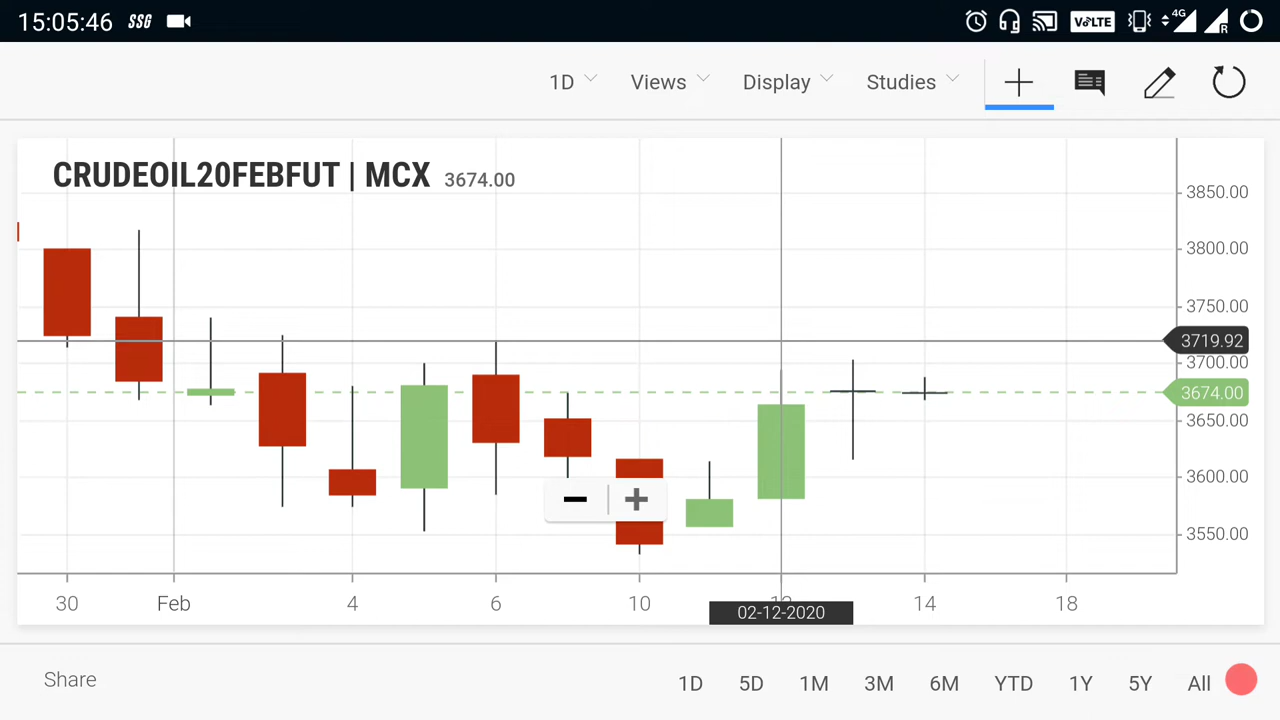 15:05:46 SSG VoLTE 4G R
1D Views Display Studies
CRUDEOIL20FEBFUT | MCX 3674.00
3850.00
3800.00
3750.00
3719.92
3700.00
3674.00
3650.00
3600.00
3550.00
30 Feb 4 6 10 12 14 18
02-12-2020
Share 1D 5D 1M 3M 6M YTD 1Y 5Y All